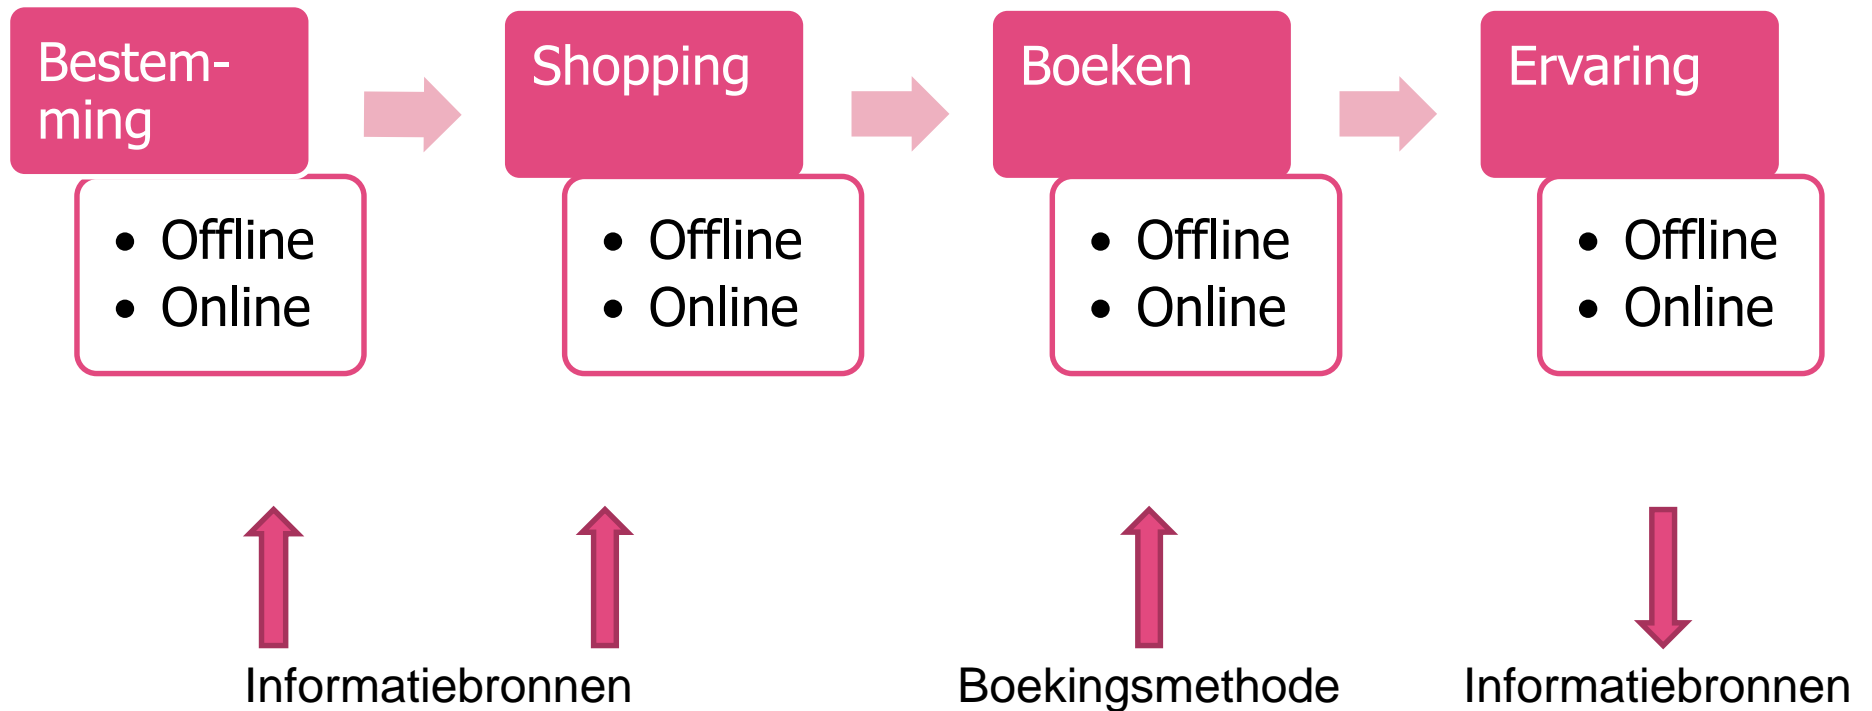 Bestem-
ming
• Offline
• Online
Shopping
• Offline
• Online
Boeken
• Offline
• Online
Ervaring
• Offline
• Online
Informatiebronnen
Boekingsmethode
Informatiebronnen